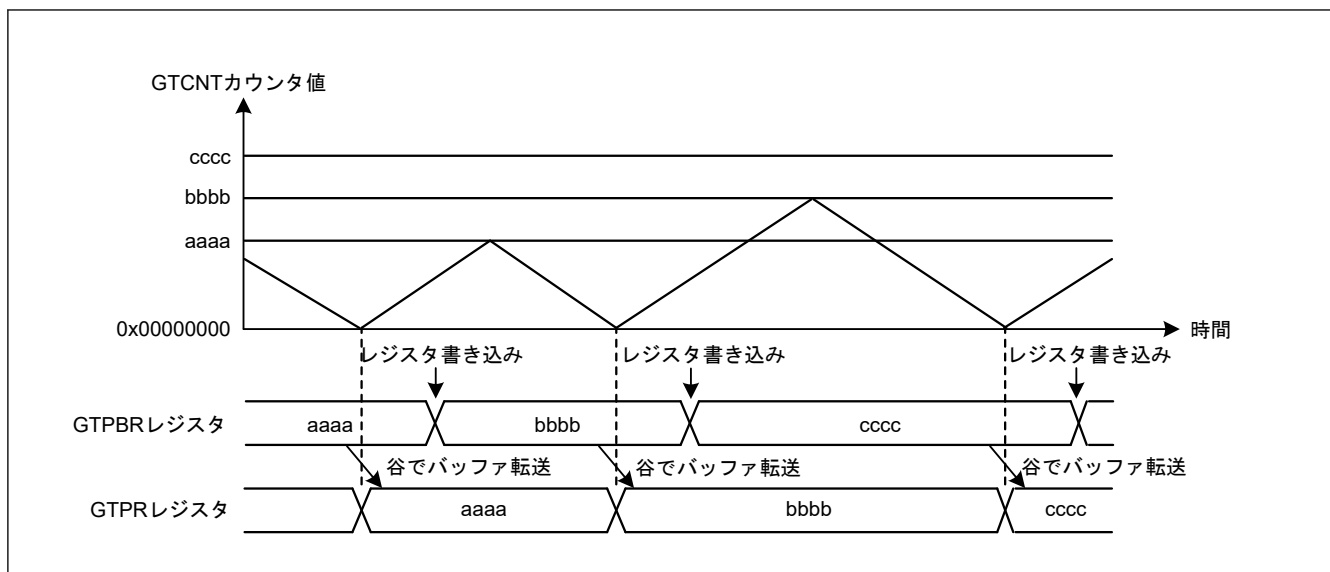 GTCNTカウンタ値
cccc
bbbb
aaaa
0x00000000
時間
レジスタ書き込み レジスタ書き込み レジスタ書き込み
GTPBRレジスタ aaaa bbbb cccc
谷でバッファ転送 谷でバッファ転送 谷でバッファ転送
GTPRレジスタ aaaa bbbb cccc